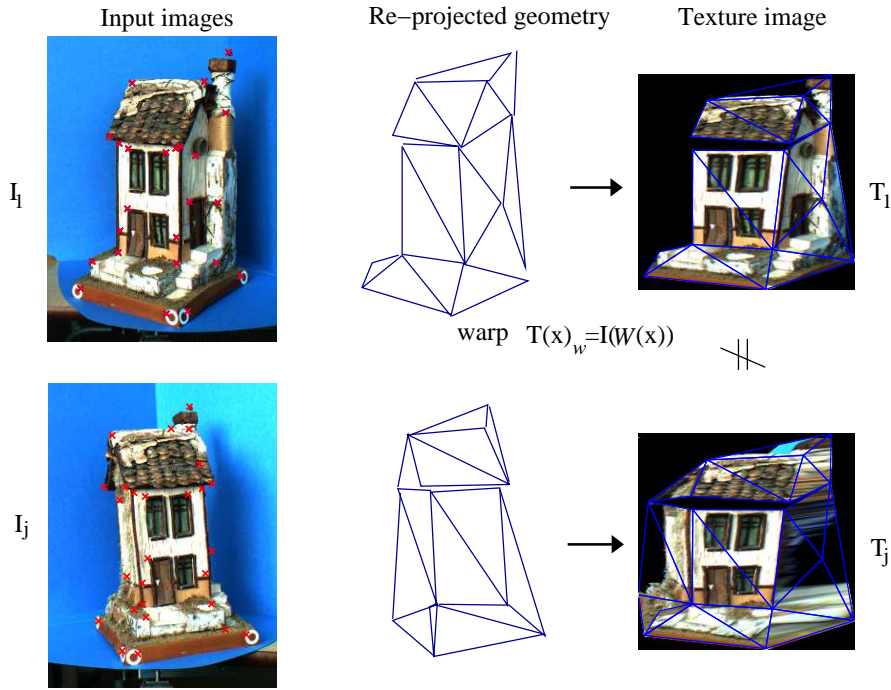 Input images
Re-projected geometry
Texture image
I1
T1
warp T(x)w=I(W(x))
Ij
Tj